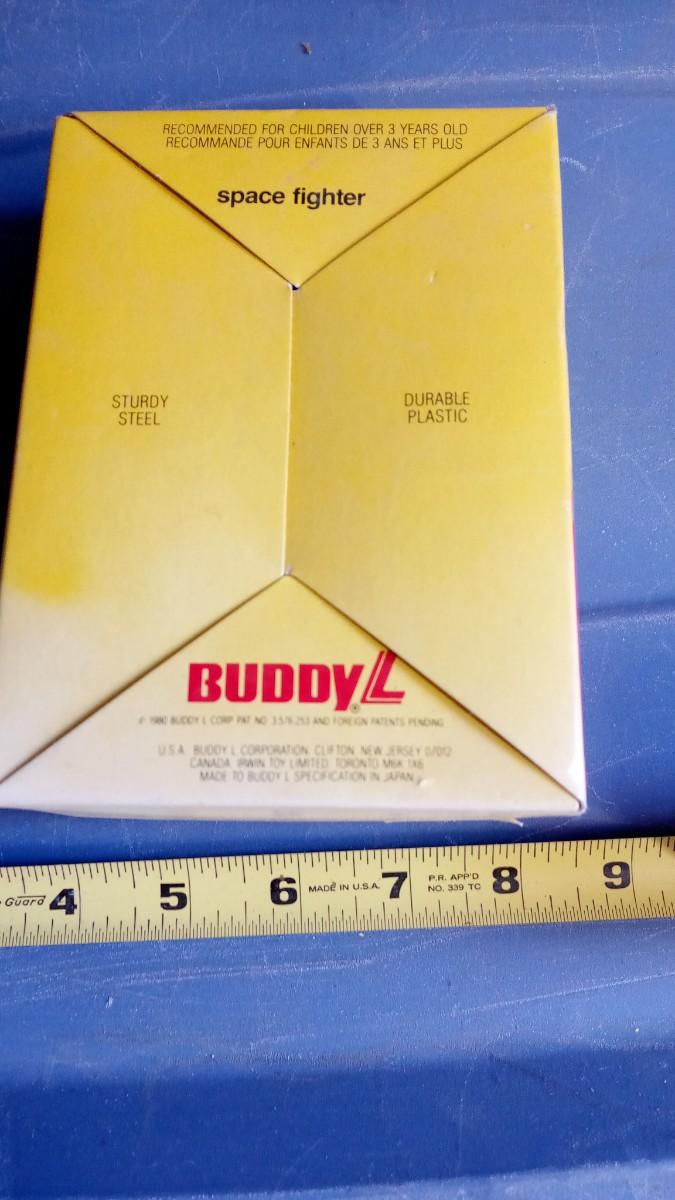 RECOMMENDED FOR CHILDREN OVER 3 YEARS OLD
RECOMMANDE POUR ENFANTS DE 3 ANS ET PLUS
space fighter
STURDY
STEEL
DURABLE
PLASTIC
BUDDY L®
© 1980 BUDDY L CORP PAT NO 3,576,253 AND FOREIGN PATENTS PENDING
U.S.A. BUDDY L CORPORATION, CLIFTON, NEW JERSEY 07012
CANADA IRWIN TOY LIMITED, TORONTO M6K 1X6
MADE TO BUDDY L SPECIFICATION IN JAPAN
Guard 4 5 6 MADE IN U.S.A. 7 P.R. APP'D 8 9
NO. 339 TC